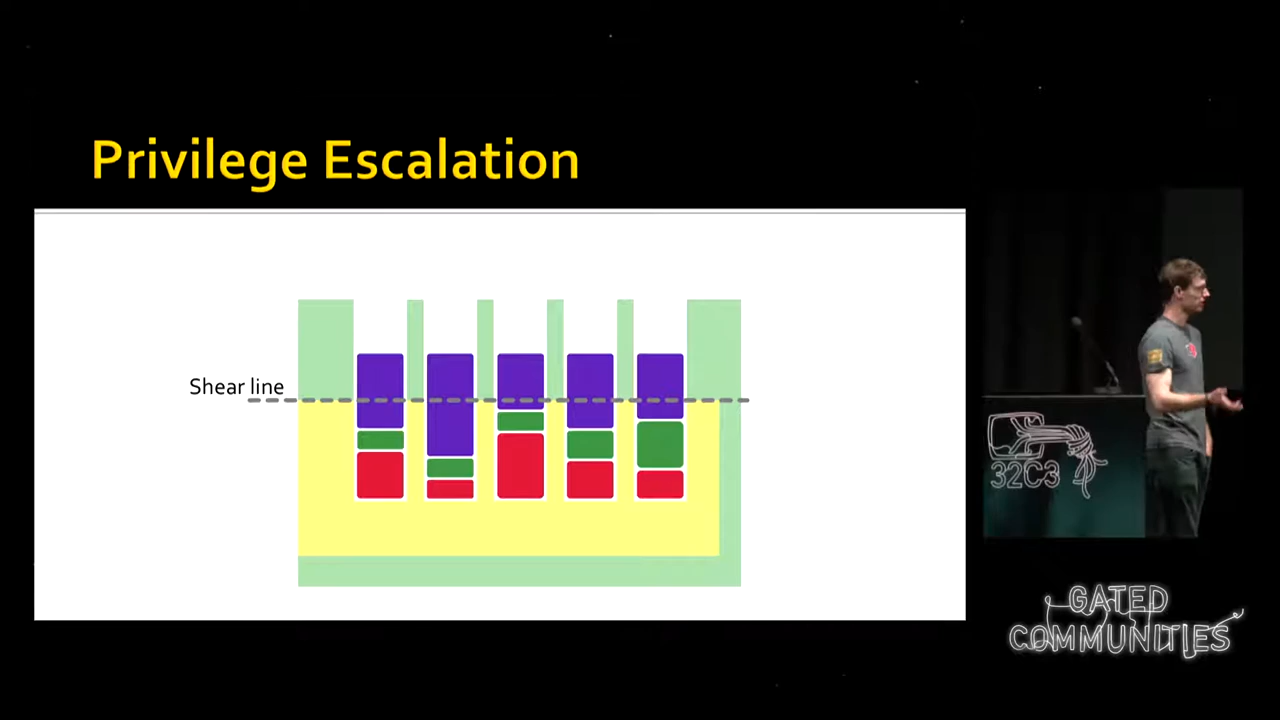 Privilege Escalation
Shear line
32C3
GATED
COMMUNITIES